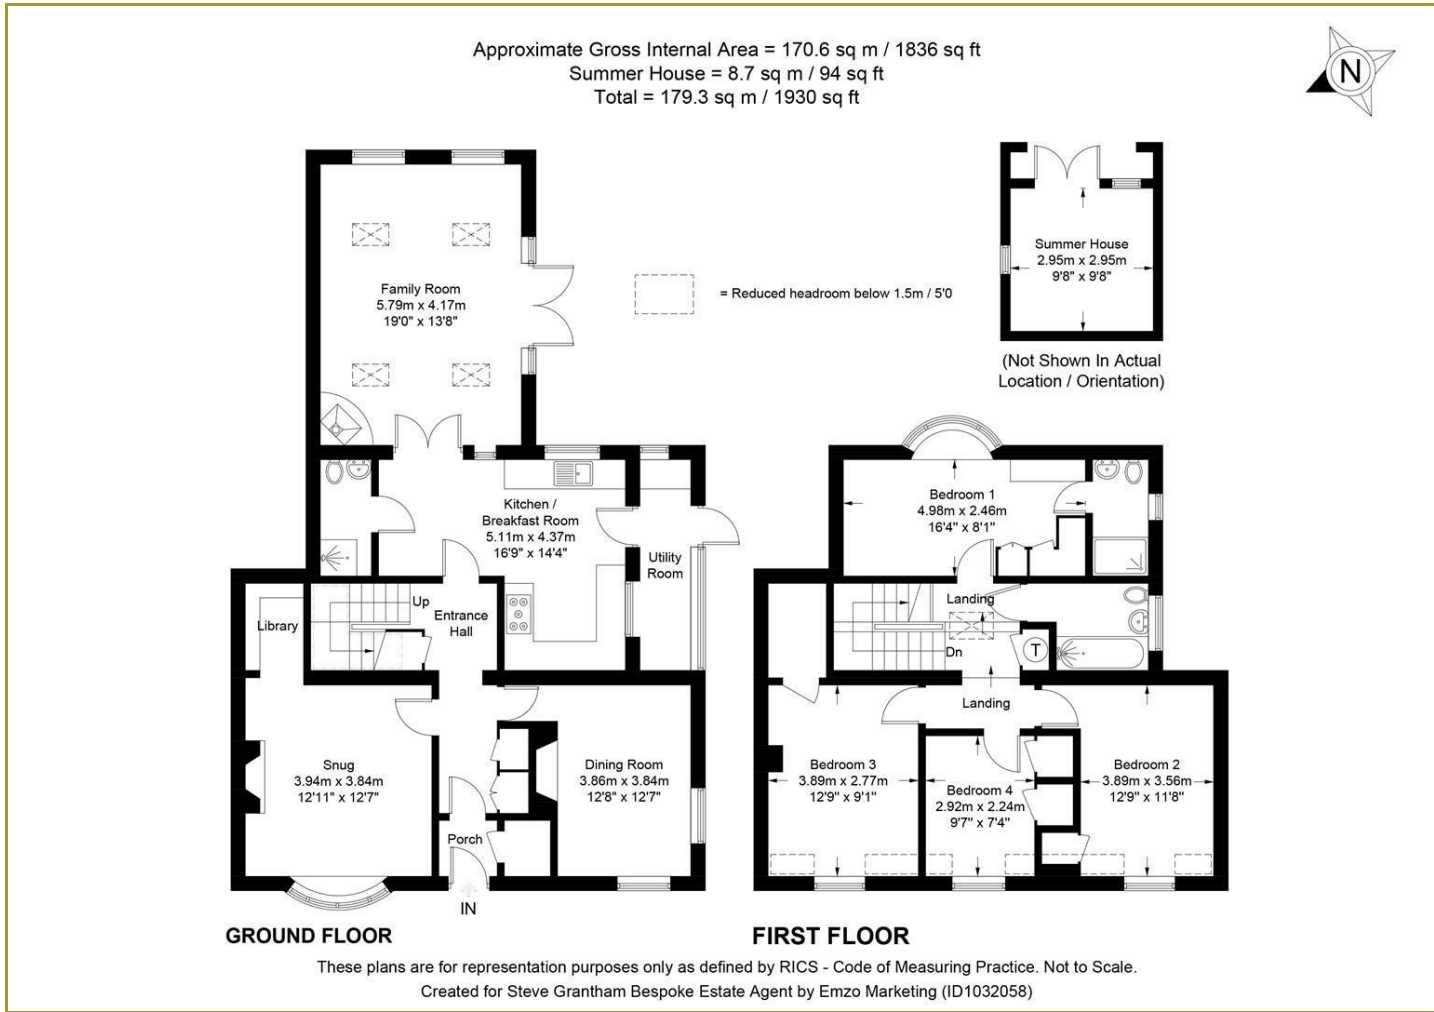 Approximate Gross Internal Area = 170.6 sq m / 1836 sq ft
Summer House = 8.7 sq m / 94 sq ft
Total = 179.3 sq m / 1930 sq ft
N
Family Room
5.79m x 4.17m
19'0" x 13'8"
= Reduced headroom below 1.5m / 5'0
Summer House
2.95m x 2.95m
9'8" x 9'8"
(Not Shown In Actual
Location / Orientation)
Kitchen /
Breakfast Room
5.11m x 4.37m
16'9" x 14'4"
Utility
Room
Up
Entrance
Hall
Library
Snug
3.94m x 3.84m
12'11" x 12'7"
Dining Room
3.86m x 3.84m
12'8" x 12'7"
Porch
IN
GROUND FLOOR
Bedroom 1
4.98m x 2.46m
16'4" x 8'1"
Landing
Dn
T
Landing
Bedroom 3
3.89m x 2.77m
12'9" x 9'1"
Bedroom 4
2.92m x 2.24m
9'7" x 7'4"
Bedroom 2
3.89m x 3.56m
12'9" x 11'8"
FIRST FLOOR
These plans are for representation purposes only as defined by RICS - Code of Measuring Practice. Not to Scale.
Created for Steve Grantham Bespoke Estate Agent by Emzo Marketing (ID1032058)